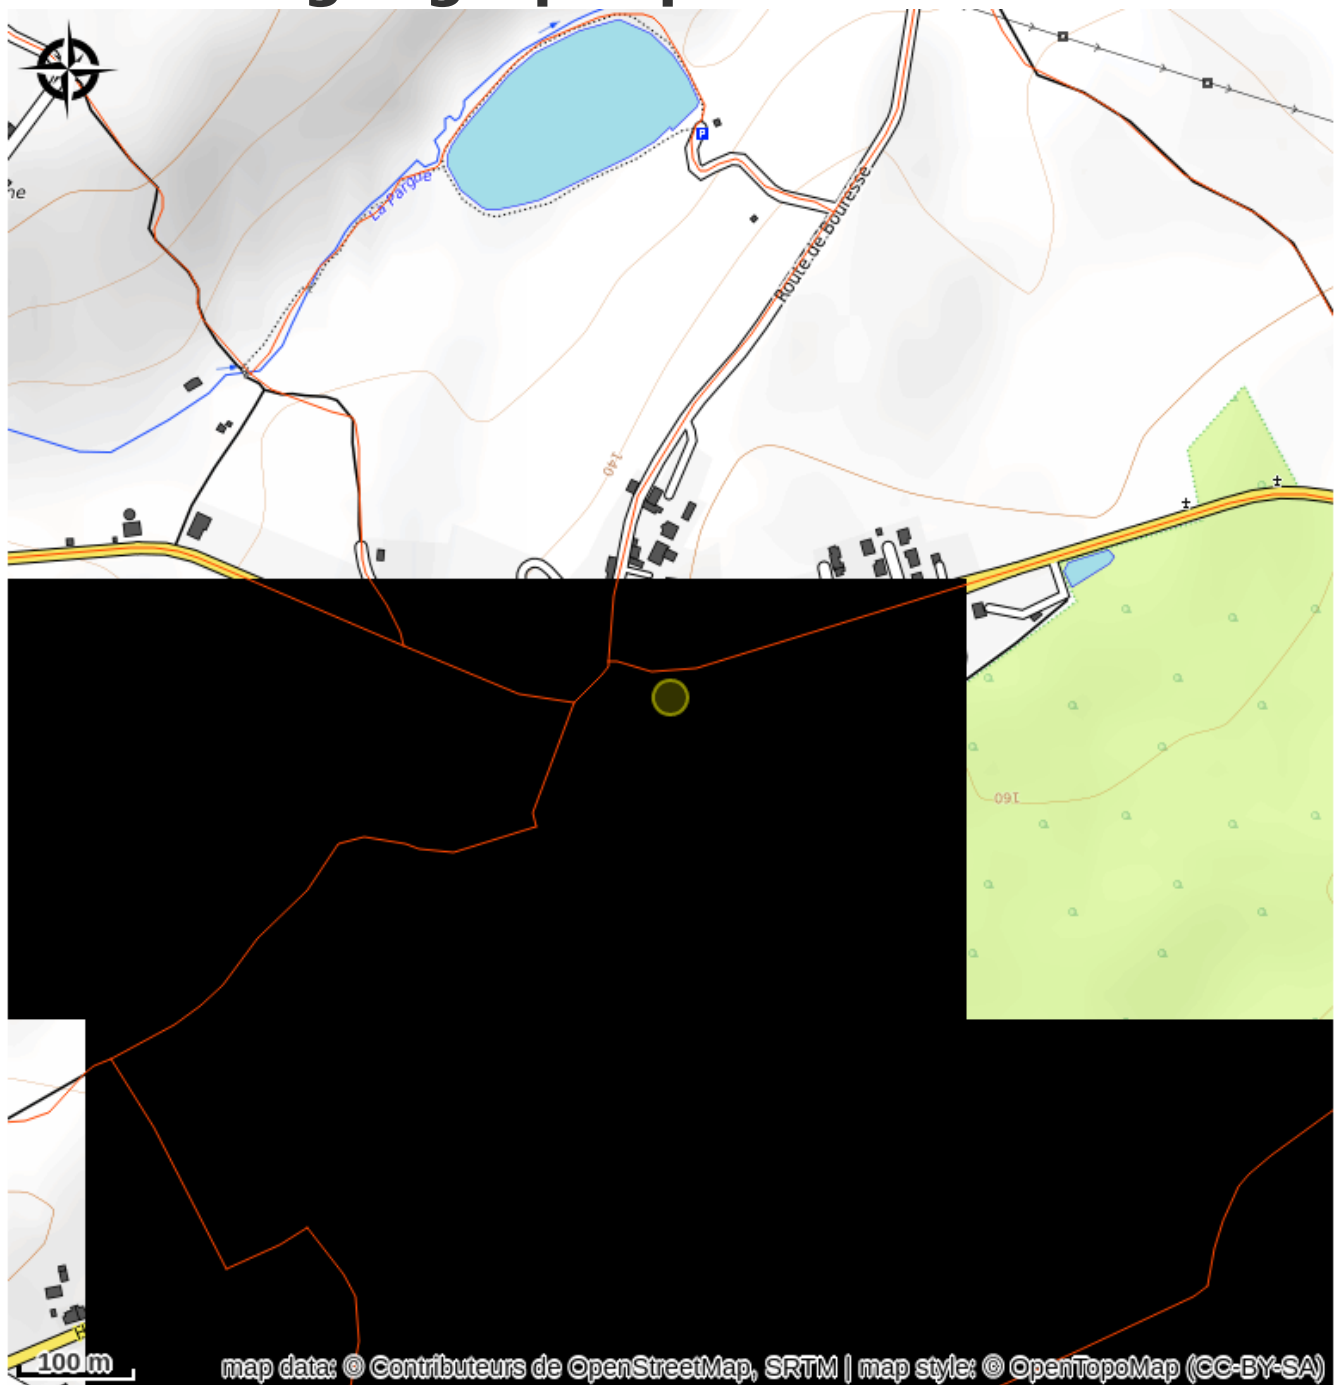 P
La Pargue
Route de Bouresse
ne
140
160
100 m
map data: © Contributeurs de OpenStreetMap, SRTM | map style: © OpenTopoMap (CC-BY-SA)